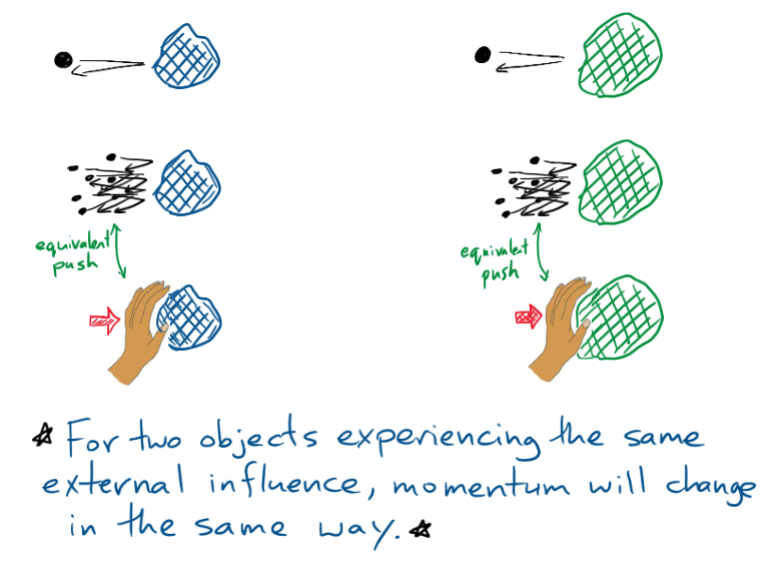 equivalent
push
equivalent
push
☆ For two objects experiencing the same
external influence, momentum will change
in the same way. ☆